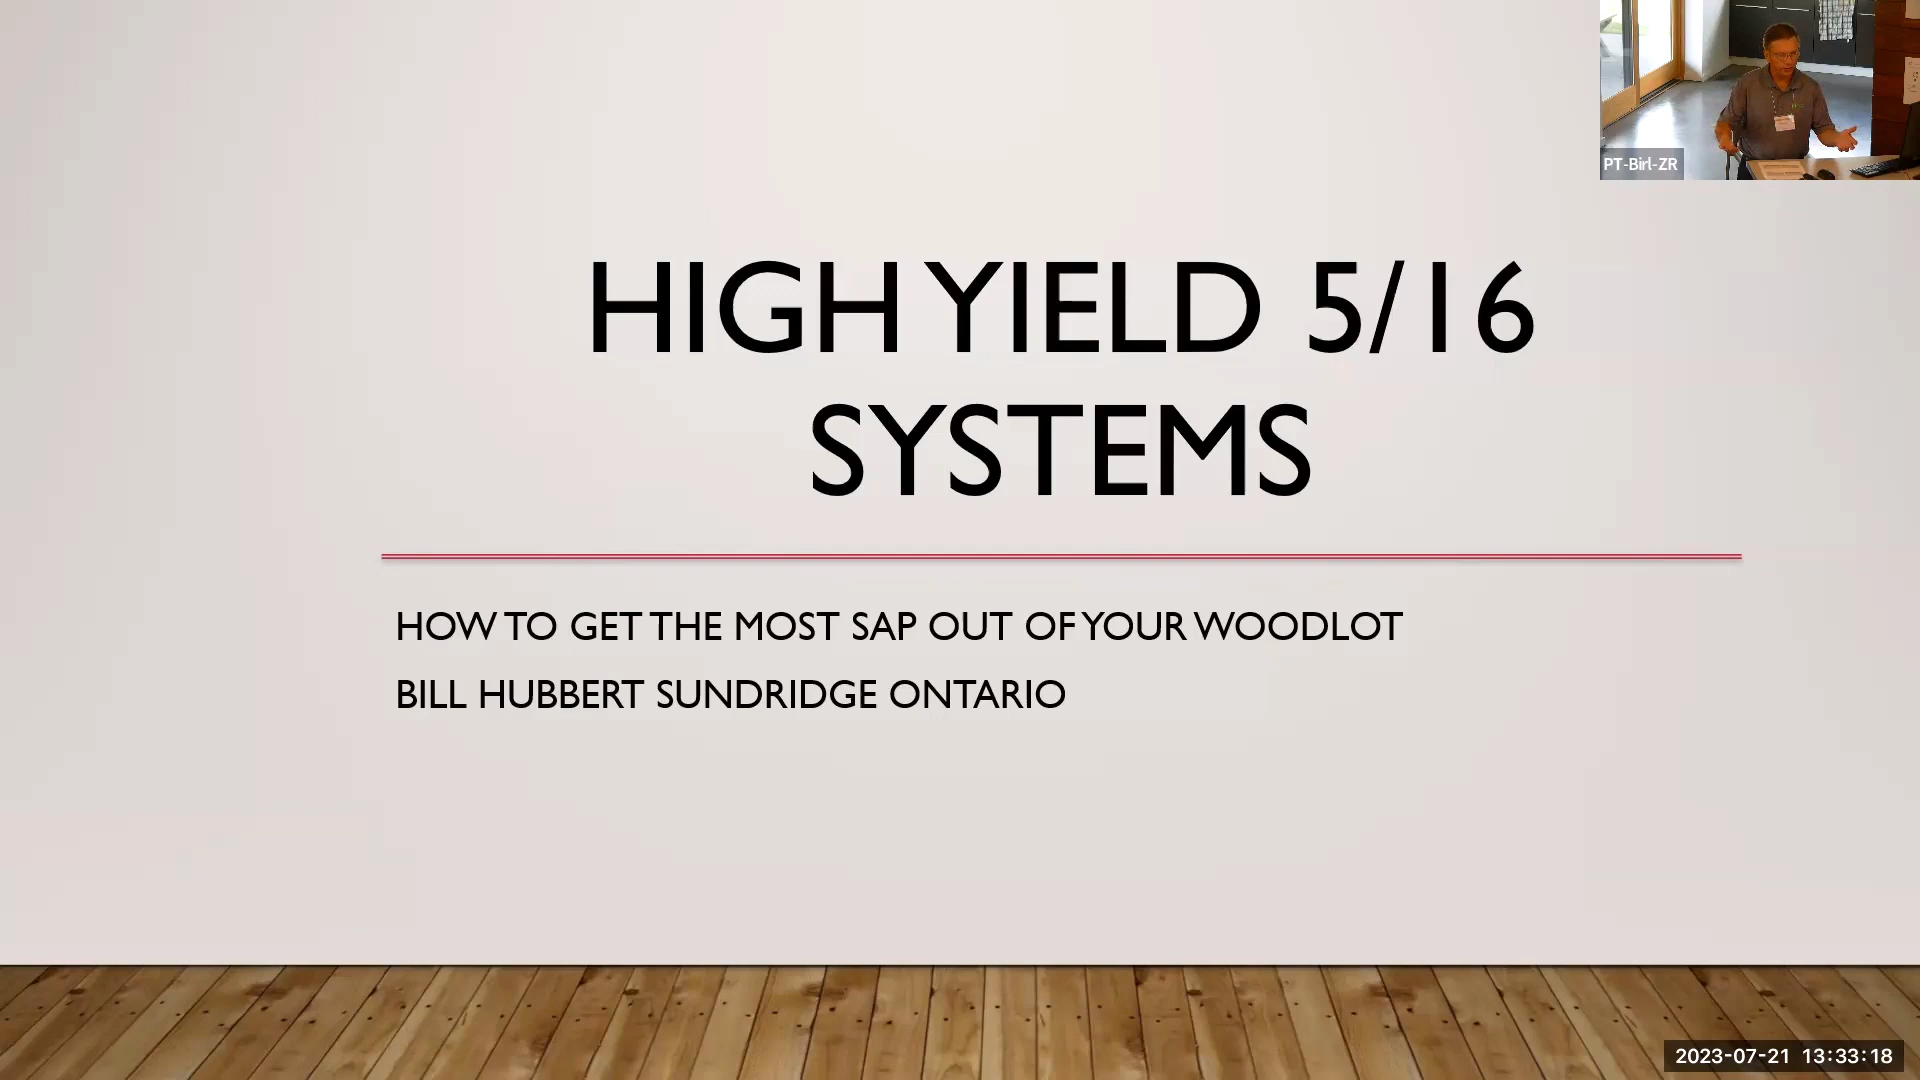 PT-Birl-ZR
HIGH YIELD 5/16
SYSTEMS
HOW TO GET THE MOST SAP OUT OF YOUR WOODLOT
BILL HUBBERT SUNDRIDGE ONTARIO
2023-07-21 13:33:18